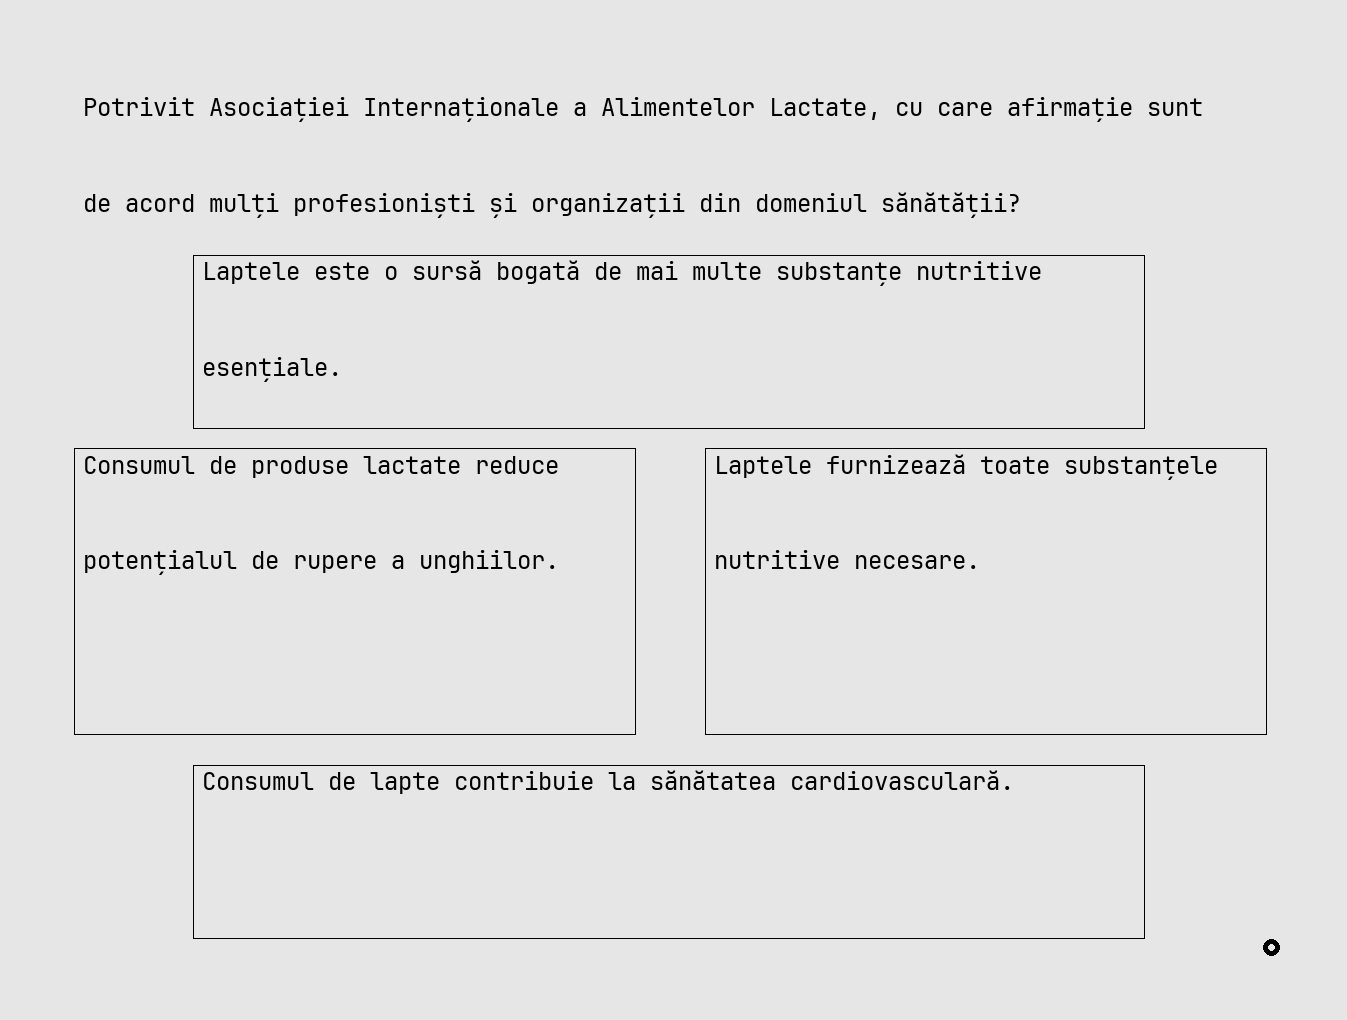 Potrivit Asociației Internaționale a Alimentelor Lactate, cu care afirmație sunt
de acord mulți profesioniști și organizații din domeniul sănătății?
Laptele este o sursă bogată de mai multe substanțe nutritive
esențiale.
Consumul de produse lactate reduce
potențialul de rupere a unghiilor.
Laptele furnizează toate substanțele
nutritive necesare.
Consumul de lapte contribuie la sănătatea cardiovasculară.